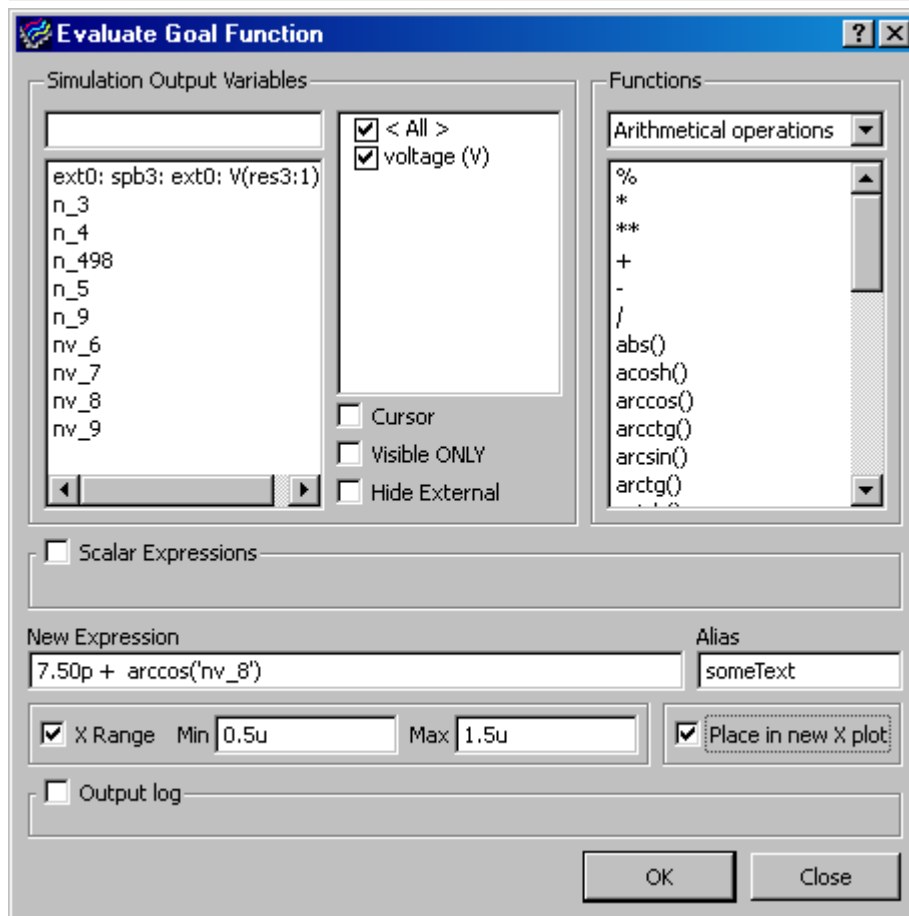 Evaluate Goal Function
Simulation Output Variables
ext0: spb3: ext0: V(res3:1)
n_3
n_4
n_498
n_5
n_9
nv_6
nv_7
nv_8
nv_9
< All >
voltage (V)
Cursor
Visible ONLY
Hide External
Functions
Arithmetical operations
%
*
**
+
-
/
abs()
acosh()
arccos()
arcctg()
arcsin()
arctg()
Scalar Expressions
New Expression
7.50p +  arccos('nv_8')
Alias
someText
X Range Min 0.5u Max 1.5u
Place in new X plot
Output log
OK Close